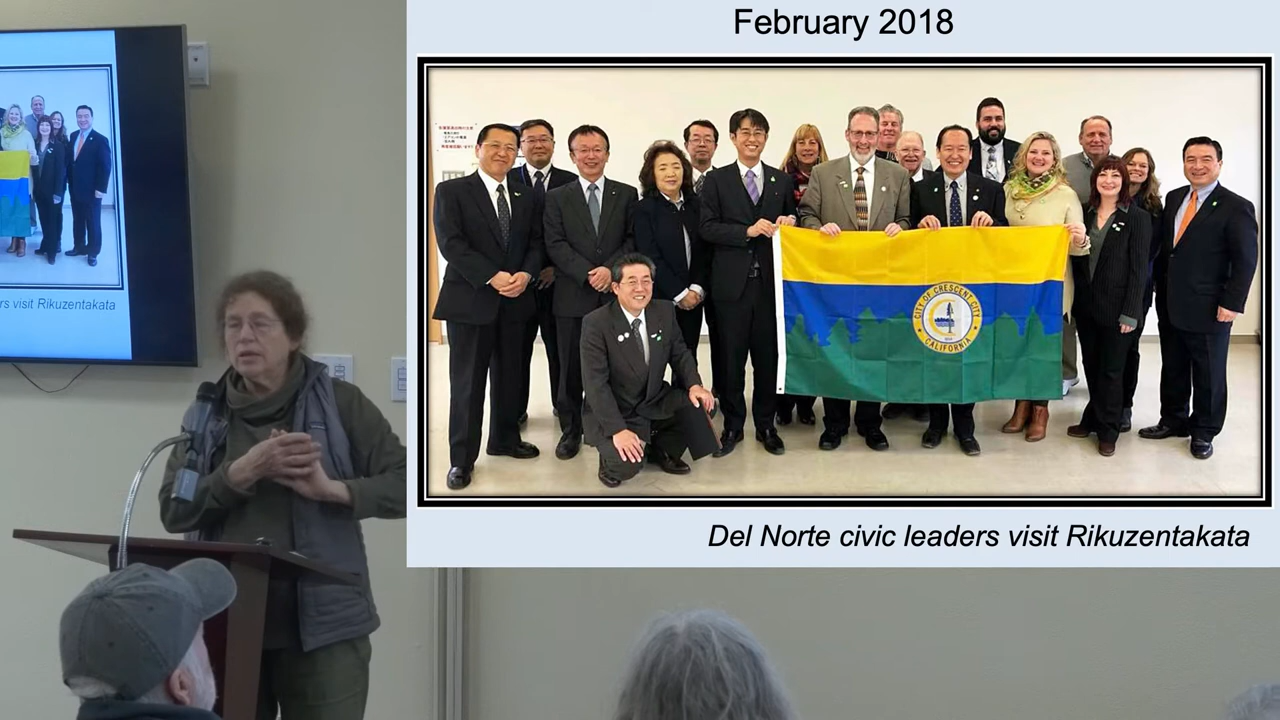 February 2018
CITY OF CRESCENT CITY
CALIFORNIA
Del Norte civic leaders visit Rikuzentakata
rs visit Rikuzentakata